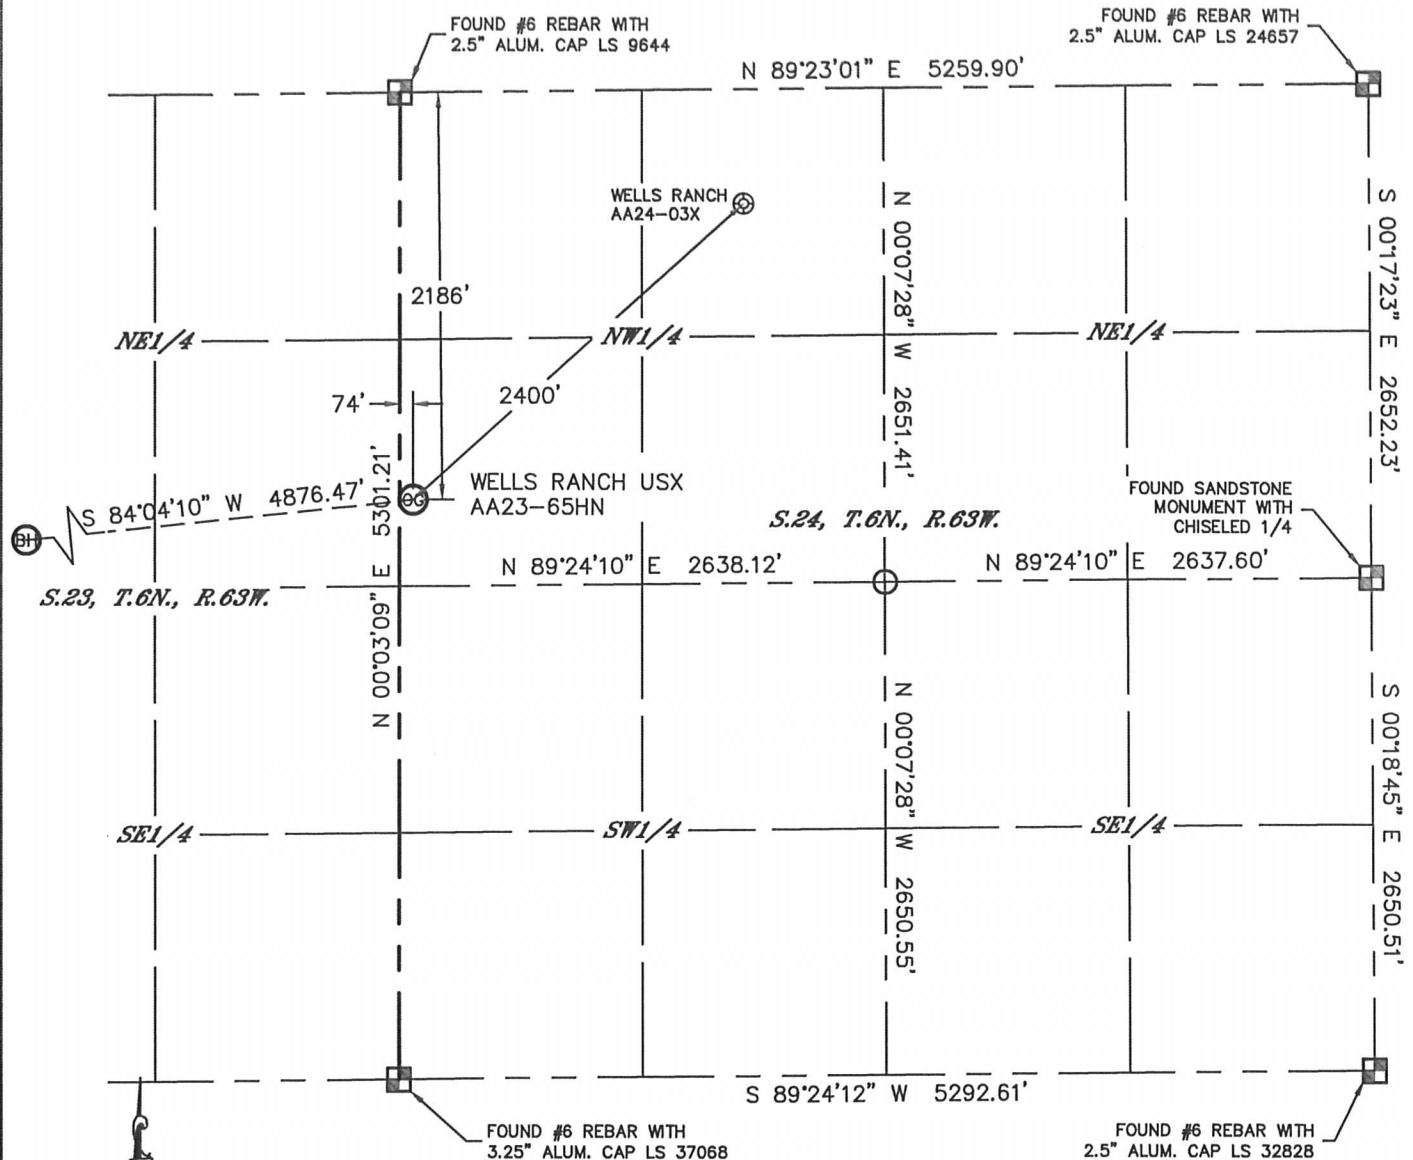 FOUND #6 REBAR WITH
2.5" ALUM. CAP LS 9644
FOUND #6 REBAR WITH
2.5" ALUM. CAP LS 24657
N 89°23'01" E 5259.90'
WELLS RANCH
AA24-03X
N 00°07'28" W 2651.41'
S 00°17'23" E 2652.23'
2186'
NE1/4
NW1/4
NE1/4
74'
2400'
WELLS RANCH USX
AA23-65HN
OG
S 84°04'10" W 4876.47'
BH
N 00°03'09" E 5301.21'
FOUND SANDSTONE
MONUMENT WITH
CHISELED 1/4
S.24, T.6N., R.63W.
N 89°24'10" E 2638.12'
N 89°24'10" E 2637.60'
S.23, T.6N., R.63W.
N 00°07'28" W 2650.55'
S 00°18'45" E 2650.51'
SE1/4
SW1/4
SE1/4
S 89°24'12" W 5292.61'
FOUND #6 REBAR WITH
3.25" ALUM. CAP LS 37068
FOUND #6 REBAR WITH
2.5" ALUM. CAP LS 32828